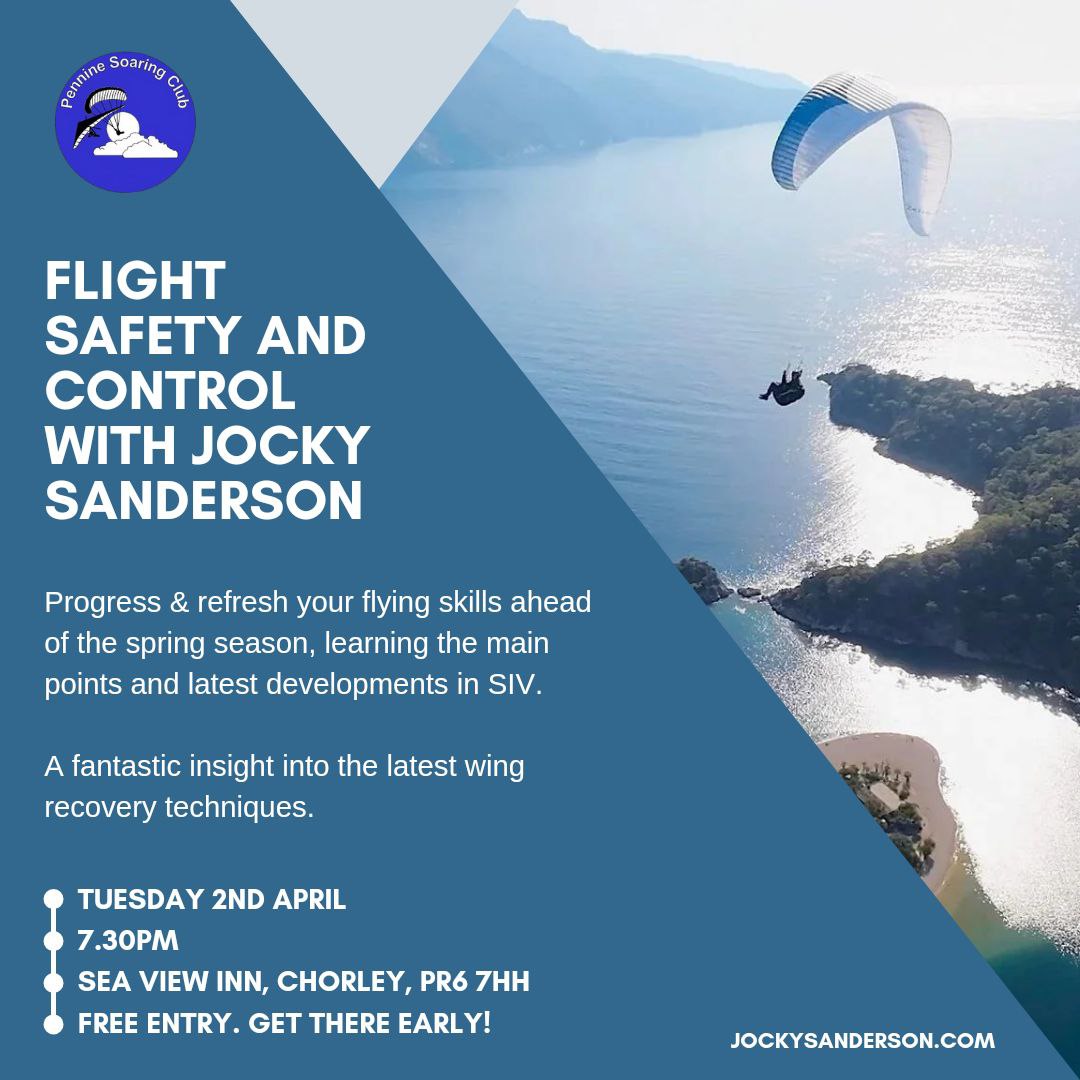 Pennine Soaring Club
FLIGHT
SAFETY AND
CONTROL
WITH JOCKY
SANDERSON
Progress & refresh your flying skills ahead
of the spring season, learning the main
points and latest developments in SIV.
A fantastic insight into the latest wing
recovery techniques.
TUESDAY 2ND APRIL
7.30PM
SEA VIEW INN, CHORLEY, PR6 7HH
FREE ENTRY. GET THERE EARLY!
JOCKYSANDERSON.COM